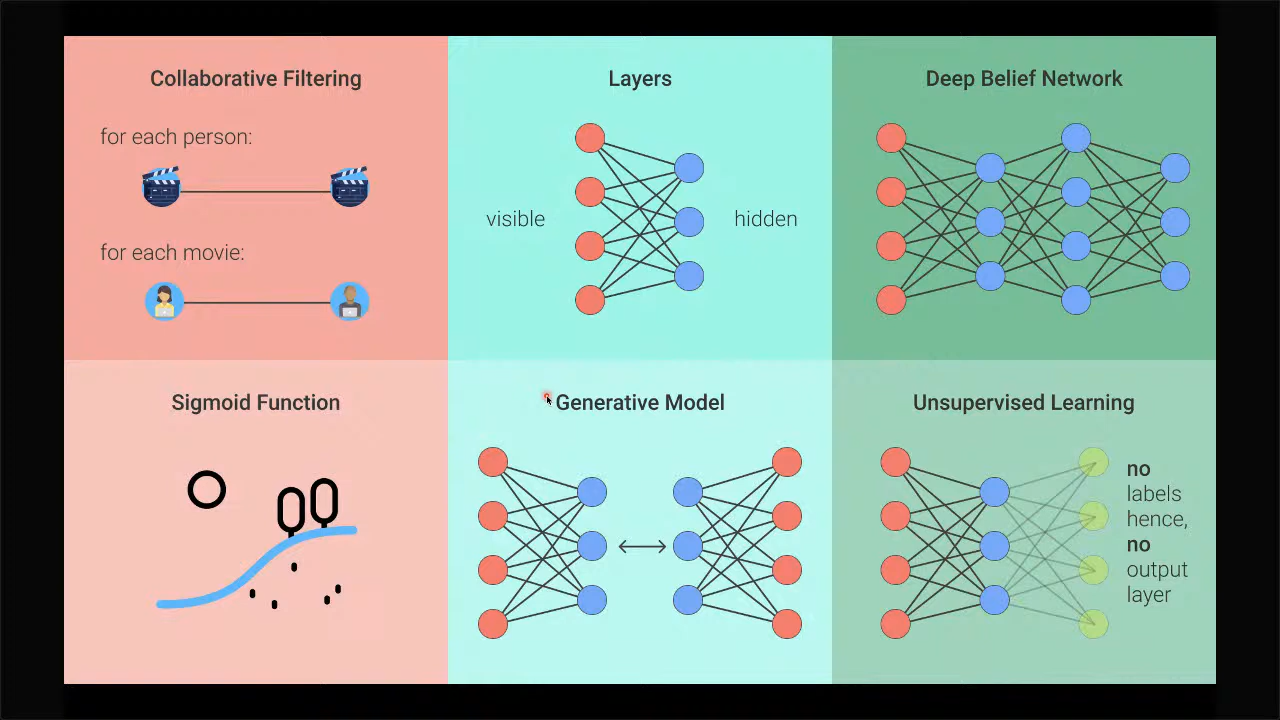 Collaborative Filtering
for each person:
for each movie:
Layers
visible
hidden
Deep Belief Network
Sigmoid Function
Generative Model
Unsupervised Learning
no
labels
hence,
no
output
layer